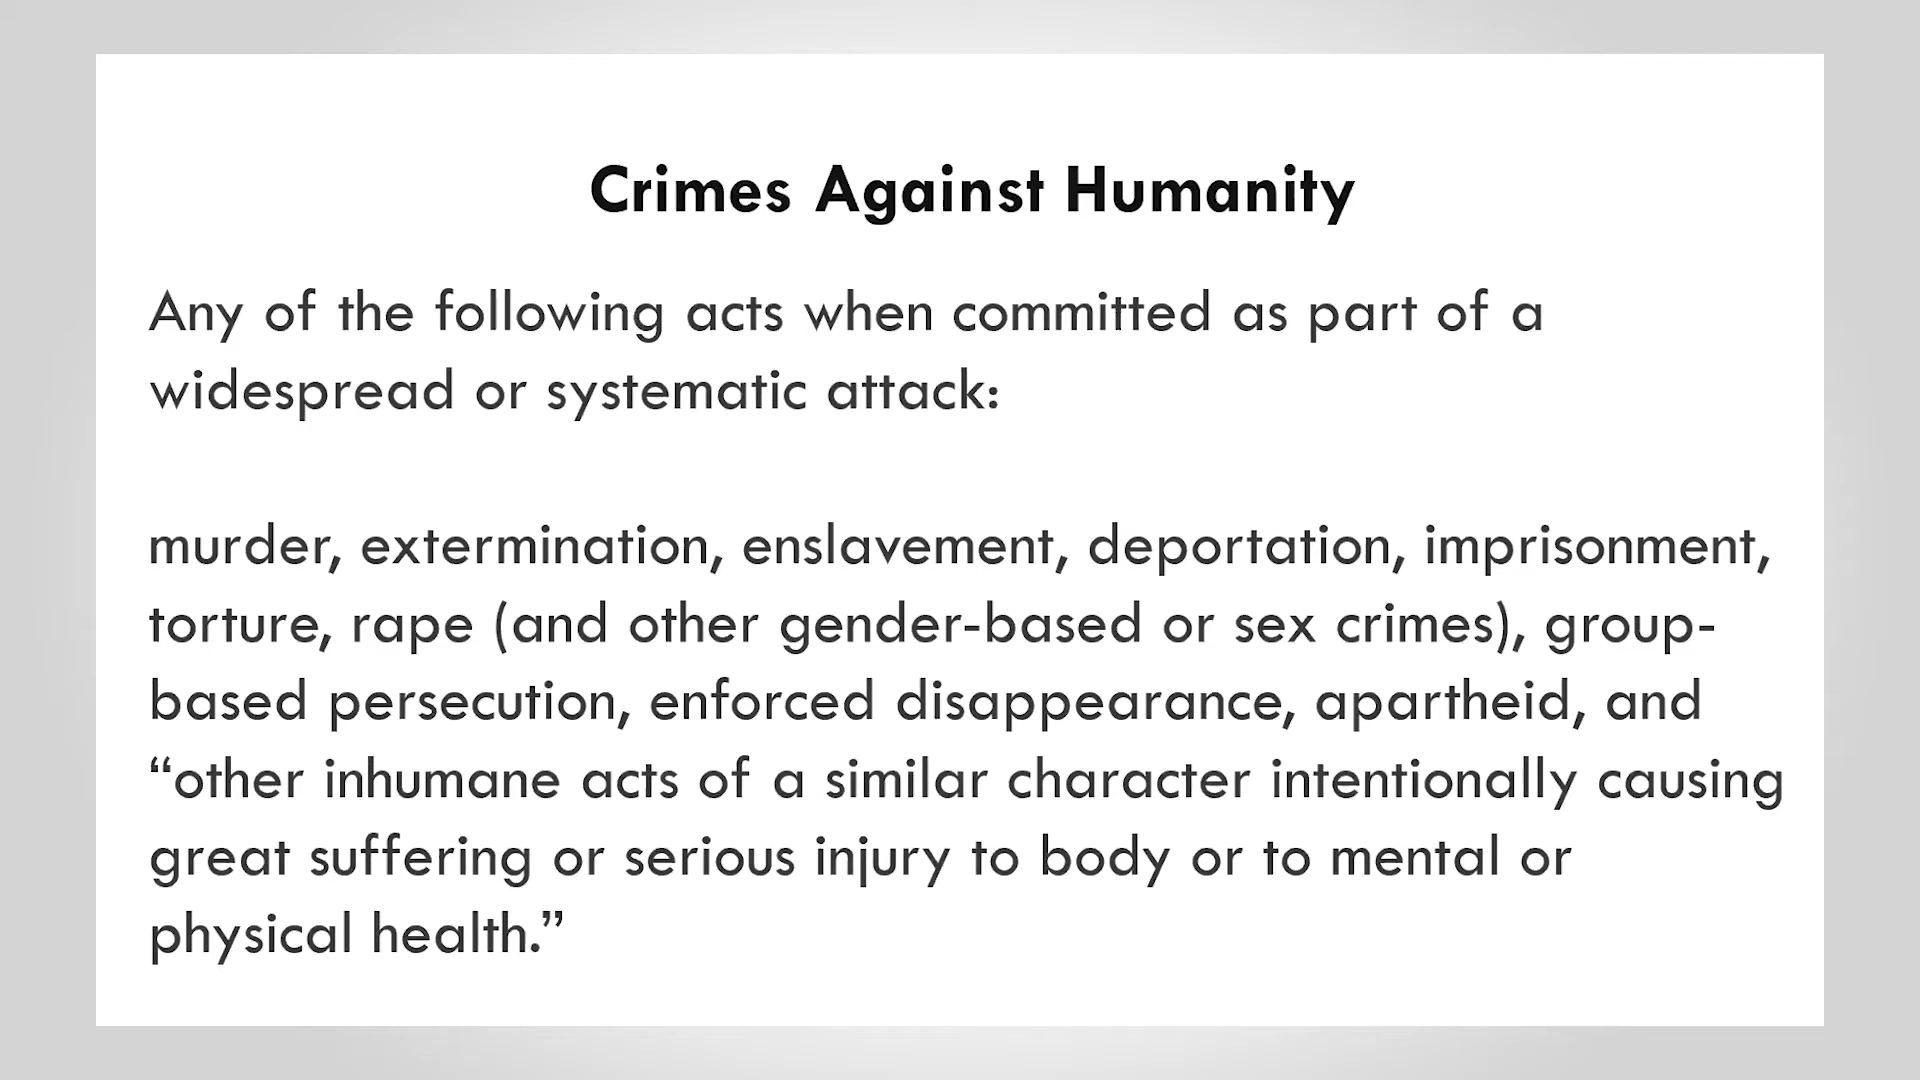 Crimes Against Humanity
Any of the following acts when committed as part of a
widespread or systematic attack:
murder, extermination, enslavement, deportation, imprisonment,
torture, rape (and other gender-based or sex crimes), group-
based persecution, enforced disappearance, apartheid, and
“other inhumane acts of a similar character intentionally causing
great suffering or serious injury to body or to mental or
physical health.”